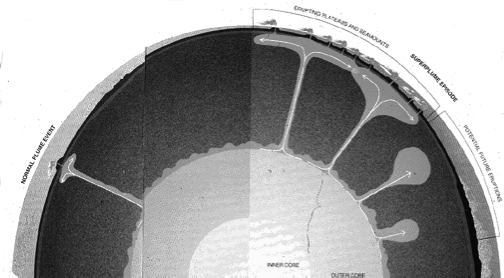 ERUPTING PLATEAUS AND SEAMOUNTS
SUPERPLUME EPISODE
POTENTIAL FUTURE ERUPTIONS
NORMAL PLUME EVENT
INNER CORE
OUTER CORE